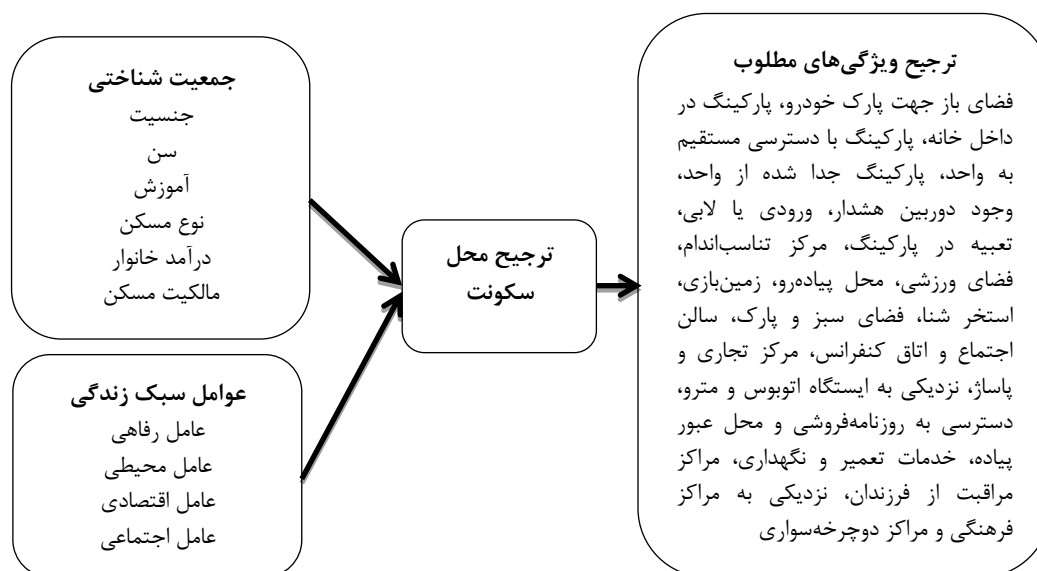 جمعیت شناختی
جنسیت
سن
آموزش
نوع مسکن
درآمد خانوار
مالکیت مسکن
عوامل سبک زندگی
عامل رفاهی
عامل محیطی
عامل اقتصادی
عامل اجتماعی
ترجیح محل
سکونت
ترجیح ویژگی‌های مطلوب
فضای باز جهت پارک خودرو، پارکینگ در
داخل خانه، پارکینگ با دسترسی مستقیم
به واحد، پارکینگ جدا شده از واحد،
وجود دوربین هشدار، ورودی یا لابی،
تعبیه در پارکینگ، مرکز تناسب‌اندام،
فضای ورزشی، محل پیاده‌رو، زمین‌بازی،
استخر شنا، فضای سبز و پارک، سالن
اجتماع و اتاق کنفرانس، مرکز تجاری و
پاساژ، نزدیکی به ایستگاه اتوبوس و مترو،
دسترسی به روزنامه‌فروشی و محل عبور
پیاده، خدمات تعمیر و نگهداری، مراکز
مراقبت از فرزندان، نزدیکی به مراکز
فرهنگی و مراکز دوچرخه‌سواری